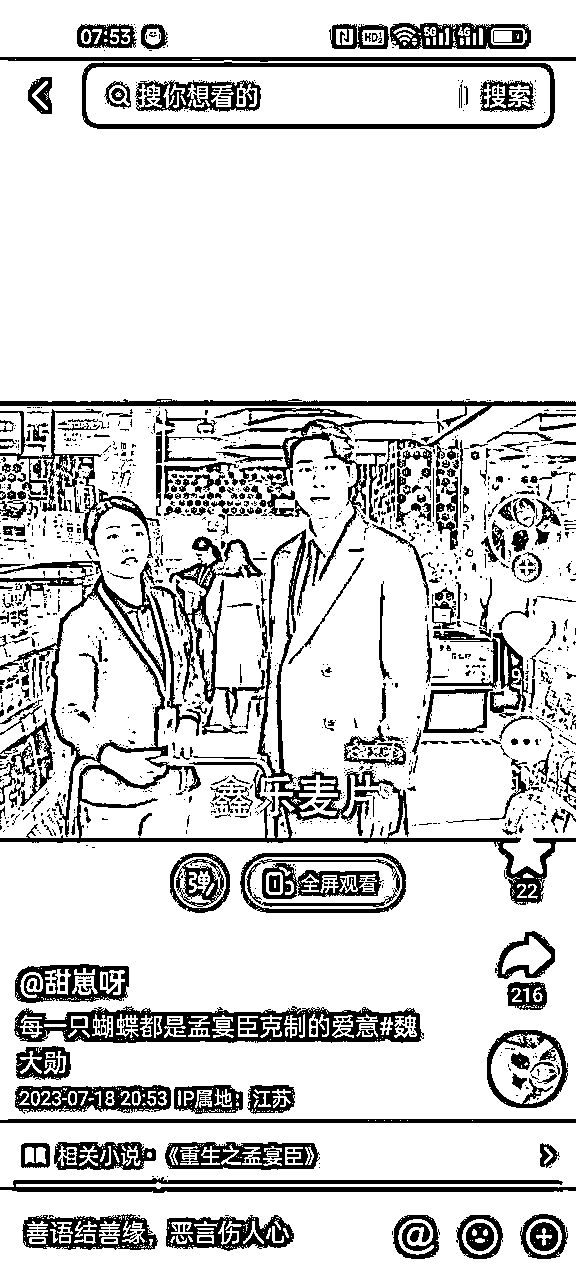 07:53
搜你想看的 搜索
鑫乐麦片
弹 全屏观看
22
216
@甜崽呀
每一只蝴蝶都是孟宴臣克制的爱意#魏
大勋
2023-07-18 20:53 IP属地：江苏
相关小说·《重生之孟宴臣》
善语结善缘，恶言伤人心